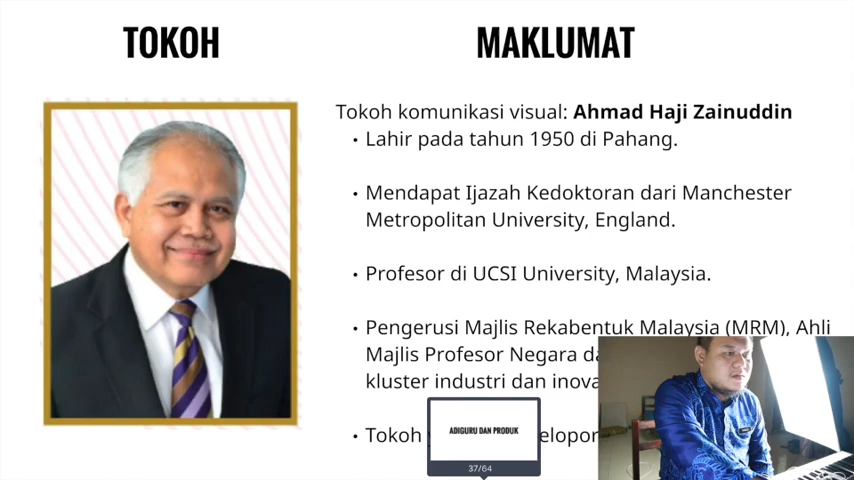 TOKOH
MAKLUMAT
Tokoh komunikasi visual: Ahmad Haji Zainuddin
• Lahir pada tahun 1950 di Pahang.
• Mendapat Ijazah Kedoktoran dari Manchester
Metropolitan University, England.
• Profesor di UCSI University, Malaysia.
• Pengerusi Majlis Rekabentuk Malaysia (MRM), Ahli
Majlis Profesor Negara
kluster industri dan
• Tokoh
ADIGURU DAN PRODUK
37/64